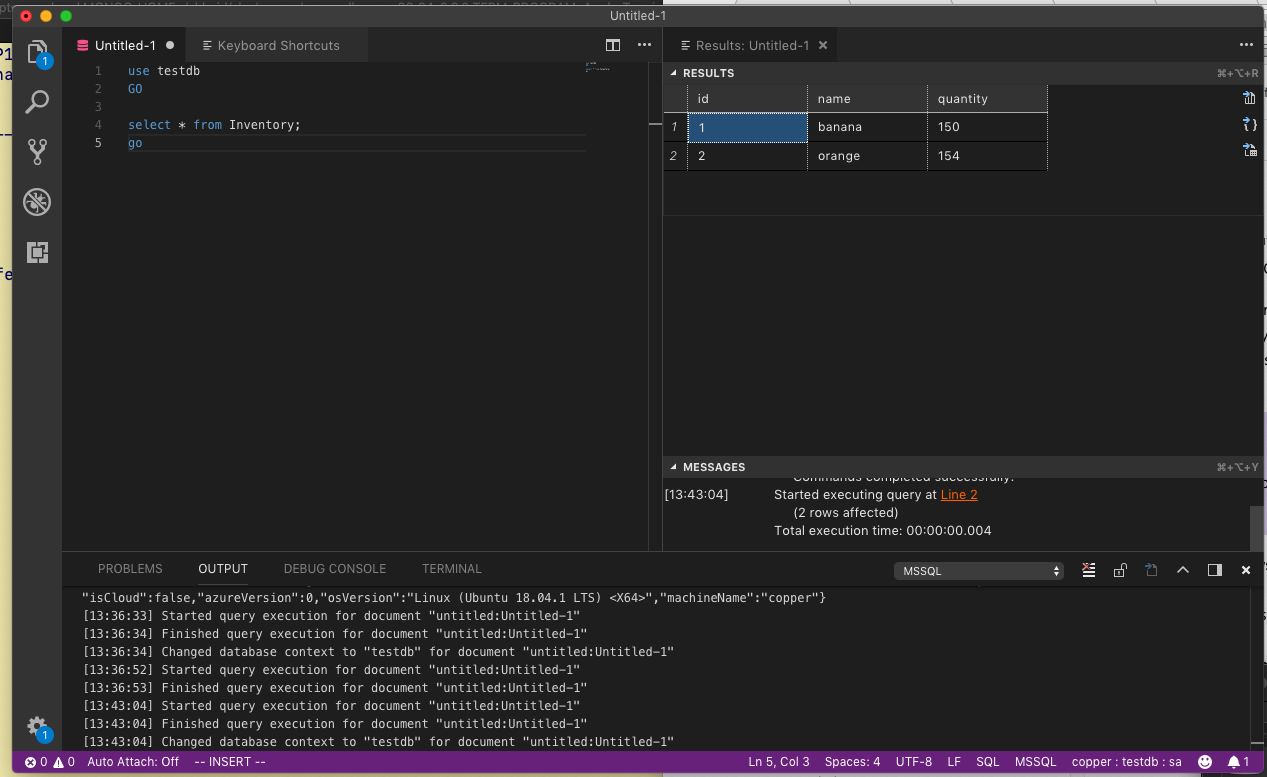 Untitled-1
Untitled-1
Keyboard Shortcuts
1
1 use testdb
2 GO
3
4 select * from Inventory;
5 go
Results: Untitled-1
RESULTS ⌘+⌥+R
id name quantity
1 1 banana 150
2 2 orange 154
MESSAGES ⌘+⌥+Y
Commands completed successfully.
[13:43:04] Started executing query at Line 2
(2 rows affected)
Total execution time: 00:00:00.004
PROBLEMS OUTPUT DEBUG CONSOLE TERMINAL MSSQL
"isCloud":false,"azureVersion":0,"osVersion":"Linux (Ubuntu 18.04.1 LTS) <X64>","machineName":"copper"}
[13:36:33] Started query execution for document "untitled:Untitled-1"
[13:36:34] Finished query execution for document "untitled:Untitled-1"
[13:36:34] Changed database context to "testdb" for document "untitled:Untitled-1"
[13:36:52] Started query execution for document "untitled:Untitled-1"
[13:36:53] Finished query execution for document "untitled:Untitled-1"
[13:43:04] Started query execution for document "untitled:Untitled-1"
[13:43:04] Finished query execution for document "untitled:Untitled-1"
[13:43:04] Changed database context to "testdb" for document "untitled:Untitled-1"
1
0 0 Auto Attach: Off -- INSERT -- Ln 5, Col 3 Spaces: 4 UTF-8 LF SQL MSSQL copper : testdb : sa 1